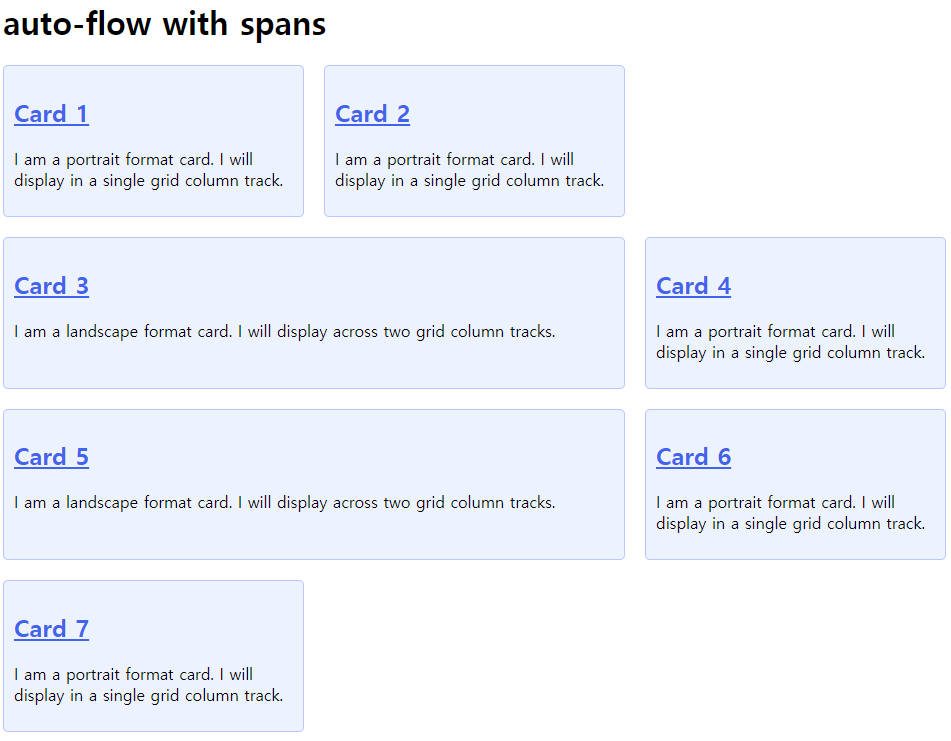 auto-flow with spans
Card 1
I am a portrait format card. I will
display in a single grid column track.
Card 2
I am a portrait format card. I will
display in a single grid column track.
Card 3
I am a landscape format card. I will display across two grid column tracks.
Card 4
I am a portrait format card. I will
display in a single grid column track.
Card 5
I am a landscape format card. I will display across two grid column tracks.
Card 6
I am a portrait format card. I will
display in a single grid column track.
Card 7
I am a portrait format card. I will
display in a single grid column track.